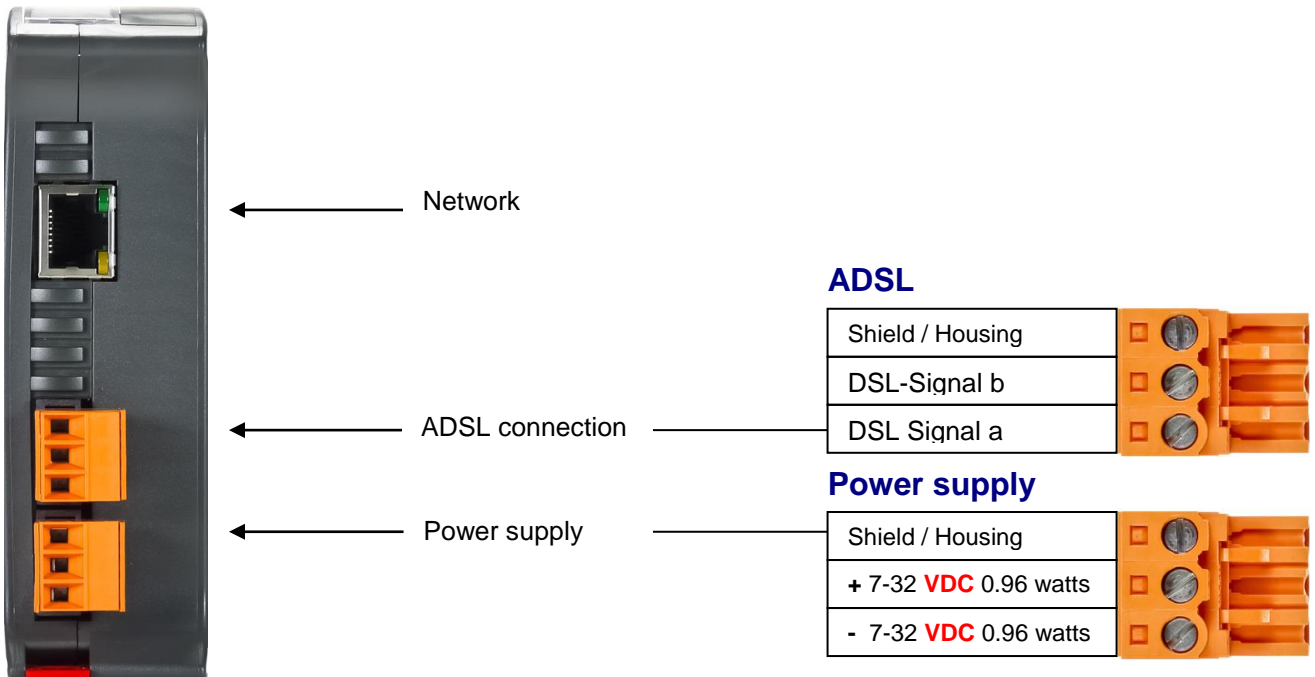 Network
ADSL connection
Power supply
ADSL
Shield / Housing
DSL-Signal b
DSL Signal a
Power supply
Shield / Housing
+ 7-32 VDC 0.96 watts
- 7-32 VDC 0.96 watts